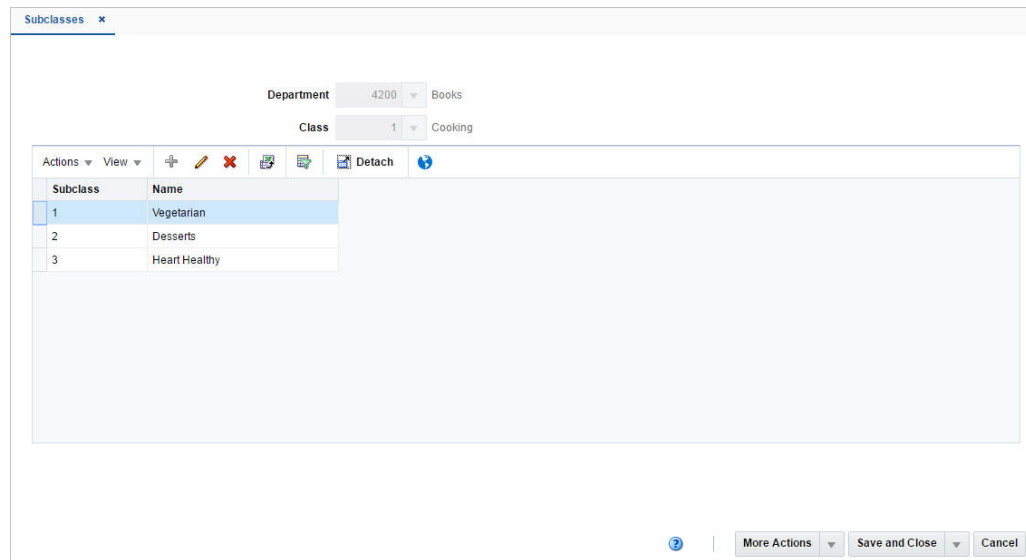 Subclasses
Department 4200 Books
Class 1 Cooking
Actions View Detach
Subclass Name
1 Vegetarian
2 Desserts
3 Heart Healthy
? More Actions Save and Close Cancel